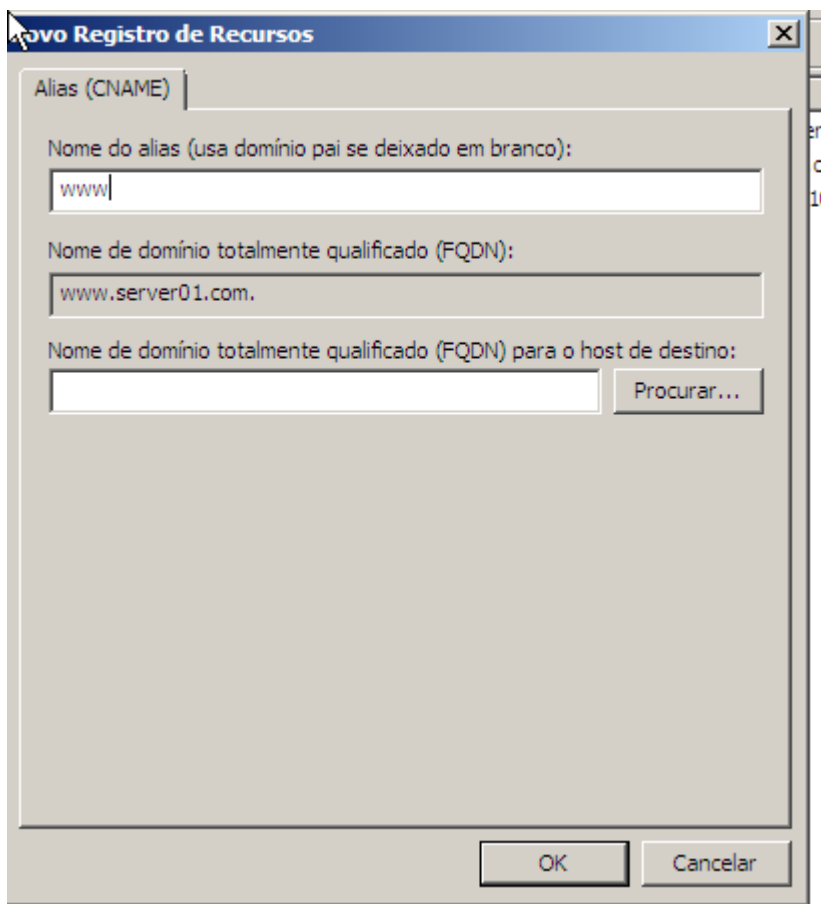 ovo Registro de Recursos
Alias (CNAME)
Nome do alias (usa domínio pai se deixado em branco):
www
Nome de domínio totalmente qualificado (FQDN):
www.server01.com.
Nome de domínio totalmente qualificado (FQDN) para o host de destino:
Procurar...
OK
Cancelar